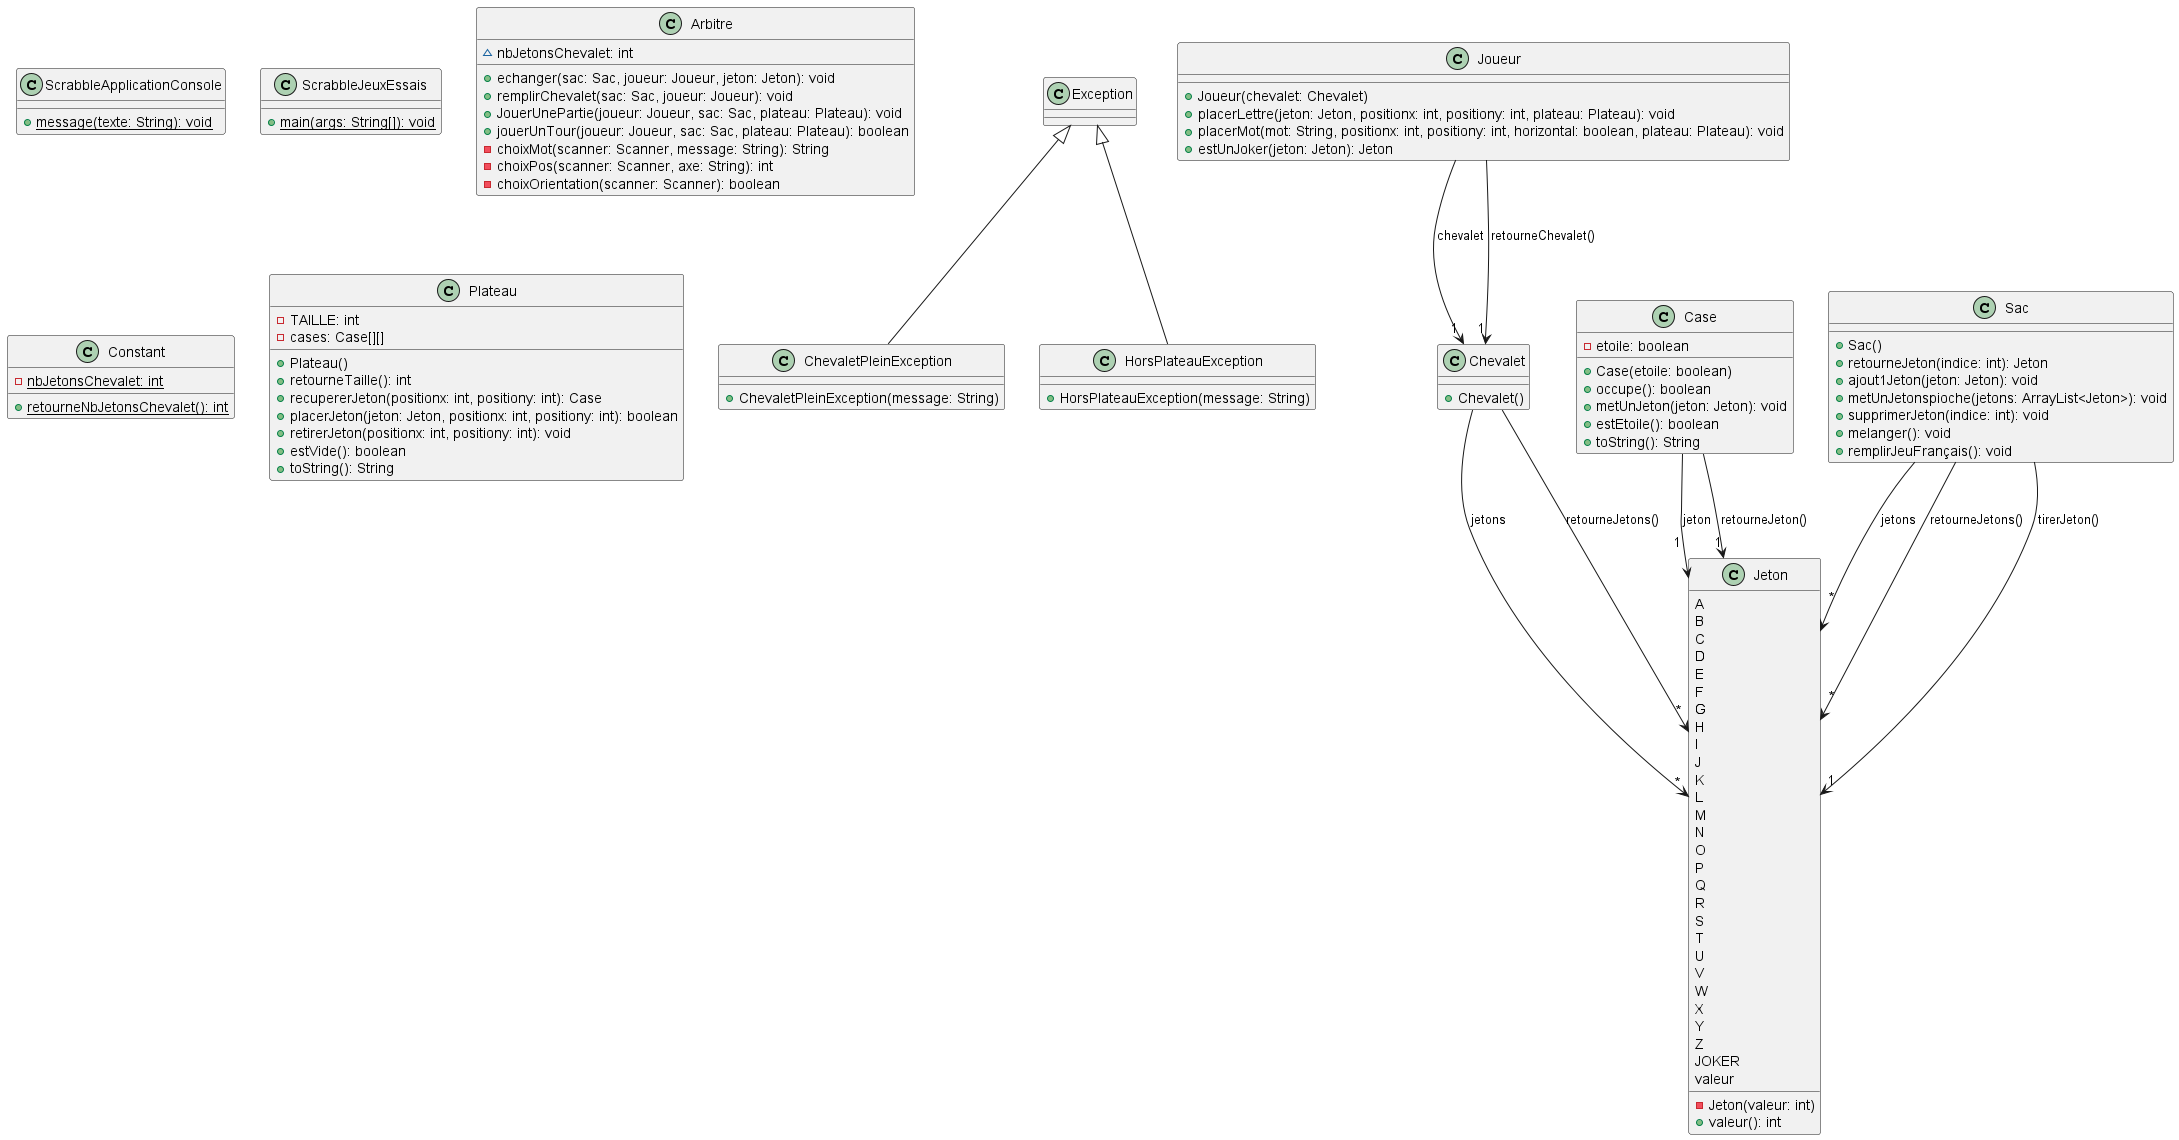 C ScrabbleApplicationConsole
message(texte: String): void
C ScrabbleJeuxEssais
main(args: String[]): void
C Arbitre
nbJetonsChevalet: int
echanger(sac: Sac, joueur: Joueur, jeton: Jeton): void
remplirChevalet(sac: Sac, joueur: Joueur): void
JouerUnePartie(joueur: Joueur, sac: Sac, plateau: Plateau): void
jouerUnTour(joueur: Joueur, sac: Sac, plateau: Plateau): boolean
choixMot(scanner: Scanner, message: String): String
choixPos(scanner: Scanner, axe: String): int
choixOrientation(scanner: Scanner): boolean
C Exception
C Joueur
Joueur(chevalet: Chevalet)
placerLettre(jeton: Jeton, positionx: int, positiony: int, plateau: Plateau): void
placerMot(mot: String, positionx: int, positiony: int, horizontal: boolean, plateau: Plateau): void
estUnJoker(jeton: Jeton): Jeton
chevalet
retourneChevalet()
1
1
C Constant
nbJetonsChevalet: int
retourneNbJetonsChevalet(): int
C Plateau
TAILLE: int
cases: Case[][]
Plateau()
retourneTaille(): int
recupererJeton(positionx: int, positiony: int): Case
placerJeton(jeton: Jeton, positionx: int, positiony: int): boolean
retirerJeton(positionx: int, positiony: int): void
estVide(): boolean
toString(): String
C ChevaletPleinException
ChevaletPleinException(message: String)
C HorsPlateauException
HorsPlateauException(message: String)
C Chevalet
Chevalet()
C Case
etoile: boolean
Case(etoile: boolean)
occupe(): boolean
metUnJeton(jeton: Jeton): void
estEtoile(): boolean
toString(): String
C Sac
Sac()
retourneJeton(indice: int): Jeton
ajout1Jeton(jeton: Jeton): void
metUnJetonspioche(jetons: ArrayList<Jeton>): void
supprimerJeton(indice: int): void
melanger(): void
remplirJeuFrançais(): void
jetons
retourneJetons()
jeton
retourneJeton()
jetons
retourneJetons()
tirerJeton()
1
1
*
*
*
*
1
C Jeton
A
B
C
D
E
F
G
H
I
J
K
L
M
N
O
P
Q
R
S
T
U
V
W
X
Y
Z
JOKER
valeur
Jeton(valeur: int)
valeur(): int